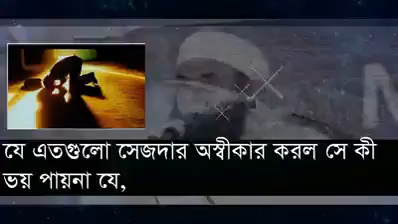 যে এতগুলো সেজদার অস্বীকার করল সে কী
ভয় পায়না যে,